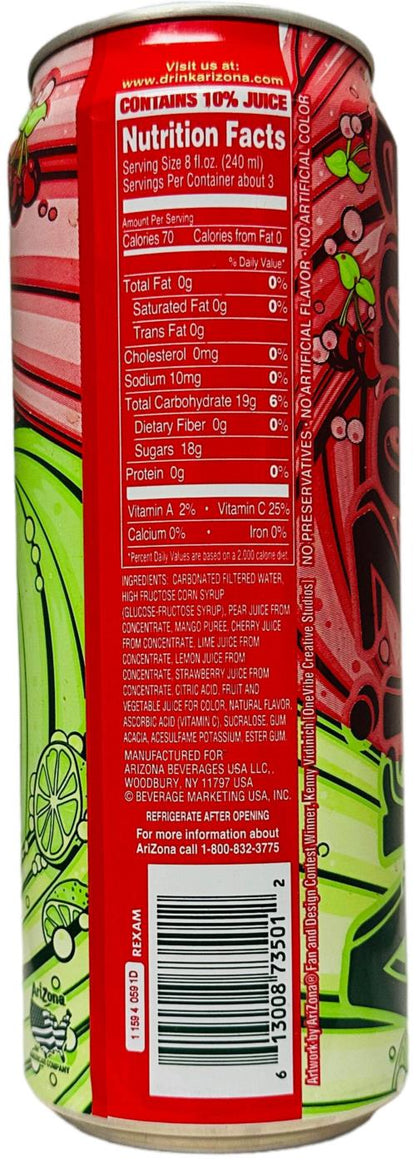 Visit us at:
www.drinkarizona.com
CONTAINS 10% JUICE
Nutrition Facts
Serving Size 8 fl.oz. (240 ml)
Servings Per Container about 3
Amount Per Serving
Calories 70 Calories from Fat 0
% Daily Value*
Total Fat 0g 0%
Saturated Fat 0g 0%
Trans Fat 0g
Cholesterol 0mg 0%
Sodium 10mg 0%
Total Carbohydrate 19g 6%
Dietary Fiber 0g 0%
Sugars 18g
Protein 0g 0%
Vitamin A 2% • Vitamin C 25%
Calcium 0% • Iron 0%
*Percent Daily Values are based on a 2,000 calorie diet.
INGREDIENTS: CARBONATED FILTERED WATER,
HIGH FRUCTOSE CORN SYRUP
(GLUCOSE-FRUCTOSE SYRUP), PEAR JUICE FROM
CONCENTRATE, MANGO PUREE, CHERRY JUICE
FROM CONCENTRATE, LIME JUICE FROM
CONCENTRATE, LEMON JUICE FROM
CONCENTRATE, STRAWBERRY JUICE FROM
CONCENTRATE, CITRIC ACID, FRUIT AND
VEGETABLE JUICE FOR COLOR, NATURAL FLAVOR,
ASCORBIC ACID (VITAMIN C), SUCRALOSE, GUM
ACACIA, ACESULFAME POTASSIUM, ESTER GUM.
MANUFACTURED FOR
ARIZONA BEVERAGES USA LLC,.
WOODBURY, NY 11797 USA
© BEVERAGE MARKETING USA, INC.
REFRIGERATE AFTER OPENING
For more information about
AriZona call 1-800-832-3775
REXAM
1 159 4 0591D
6 13008 73501 2
NO PRESERVATIVES • NO ARTIFICIAL FLAVOR • NO ARTIFICIAL COLOR
Artwork by AriZona® Fan and Design Contest Winner, Kenny Vidinich [OneVibe Creative Studios]
AriZona